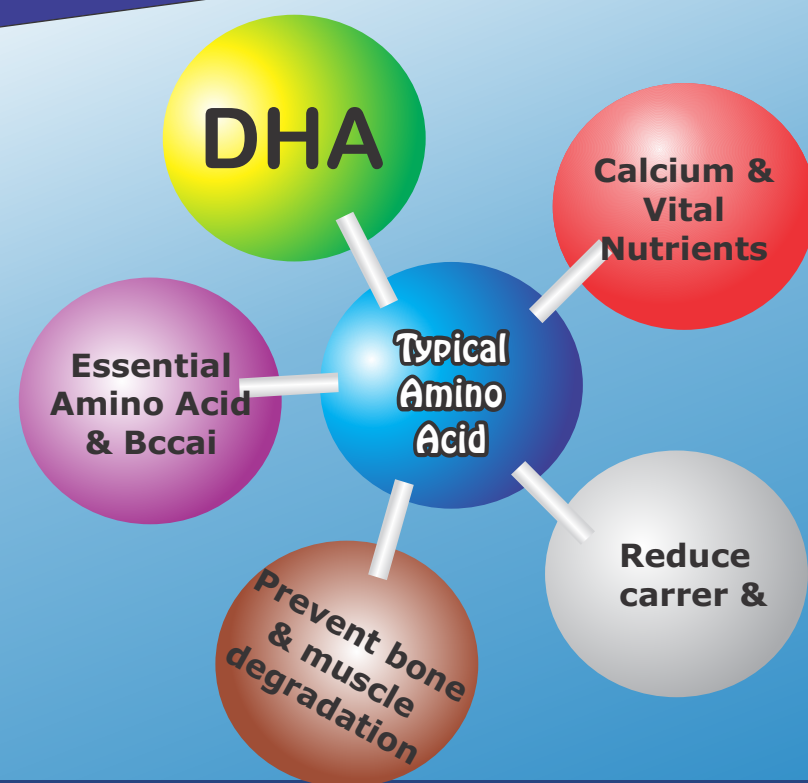 DHA
Calcium &
Vital
Nutrients
Typical
Amino
Acid
Essential
Amino Acid
& Bccai
Reduce
carrer &
Prevent bone
& muscle
degradation